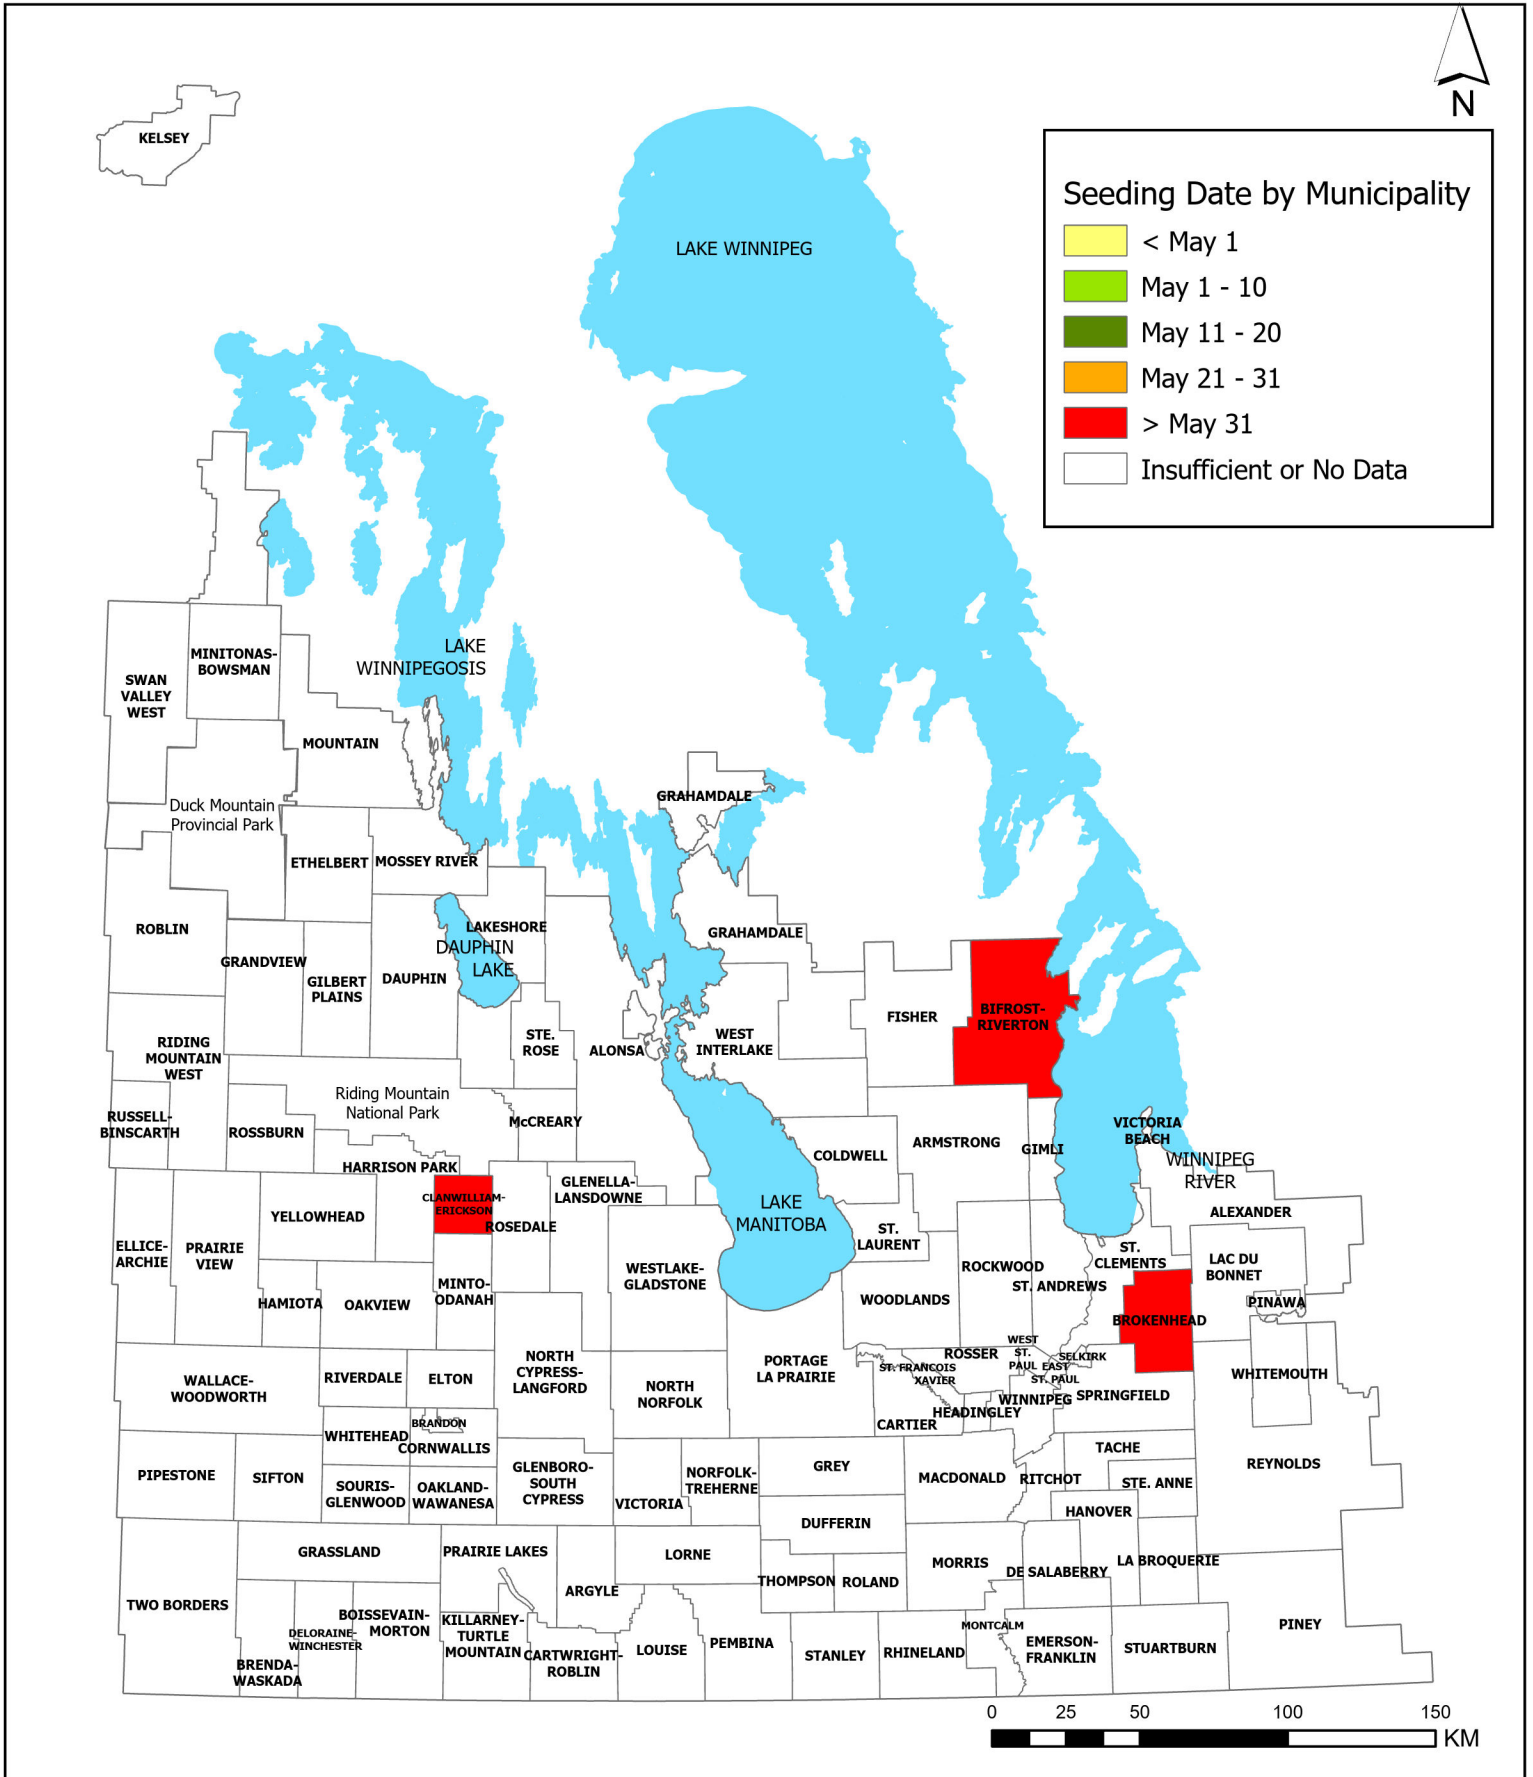 N
KELSEY
Seeding Date by Municipality
< May 1
May 1 - 10
May 11 - 20
May 21 - 31
> May 31
Insufficient or No Data
LAKE WINNIPEG
LAKE
WINNIPEGOSIS
MINITONAS-
BOWSMAN
SWAN
VALLEY
WEST
MOUNTAIN
Duck Mountain
Provincial Park
GRAHAMDALE
ETHELBERT
MOSSEY RIVER
ROBLIN
LAKESHORE
DAUPHIN
LAKE
GRAHAMDALE
GRANDVIEW
GILBERT
PLAINS
DAUPHIN
FISHER
BIFROST-
RIVERTON
RIDING
MOUNTAIN
WEST
STE.
ROSE
ALONSA
WEST
INTERLAKE
Riding Mountain
National Park
RUSSELL-
BINSCARTH
ROSSBURN
McCREARY
VICTORIA
BEACH
ARMSTRONG
GIMLI
COLDWELL
WINNIPEG
RIVER
HARRISON PARK
CLANWILLIAM-
ERICKSON
ROSEDALE
GLENELLA-
LANSDOWNE
LAKE
MANITOBA
ALEXANDER
YELLOWHEAD
ELLICE-
ARCHIE
PRAIRIE
VIEW
ST.
LAURENT
ST.
CLEMENTS
LAC DU
BONNET
ROCKWOOD
ST. ANDREWS
WESTLAKE-
GLADSTONE
MINTO-
ODANAH
HAMIOTA
OAKVIEW
WOODLANDS
PINAWA
BROKENHEAD
WEST
ST.
PAUL
EAST
ST. PAUL
SELKIRK
ROSSER
ST. FRANCOIS
XAVIER
WHITEMOUTH
PORTAGE
LA PRAIRIE
NORTH
CYPRESS-
LANGFORD
RIVERDALE
ELTON
WALLACE-
WOODWORTH
NORTH
NORFOLK
SPRINGFIELD
WINNIPEG
HEADINGLEY
CARTIER
BRANDON
WHITEHEAD
CORNWALLIS
TACHE
REYNOLDS
PIPESTONE
SIFTON
SOURIS-
GLENWOOD
OAKLAND-
WAWANESA
GLENBORO-
SOUTH
CYPRESS
VICTORIA
NORFOLK-
TREHERNE
GREY
MACDONALD
RITCHOT
STE. ANNE
HANOVER
DUFFERIN
GRASSLAND
PRAIRIE LAKES
LORNE
MORRIS
DE SALABERRY
LA BROQUERIE
THOMPSON
ROLAND
ARGYLE
TWO BORDERS
BOISSEVAIN-
MORTON
DELORAINE-
WINCHESTER
KILLARNEY-
TURTLE
MOUNTAIN
MONTCALM
PINEY
BRENDA-
WASKADA
CARTWRIGHT-
ROBLIN
LOUISE
PEMBINA
STANLEY
RHINELAND
EMERSON-
FRANKLIN
STUARTBURN
0 25 50 100 150
KM